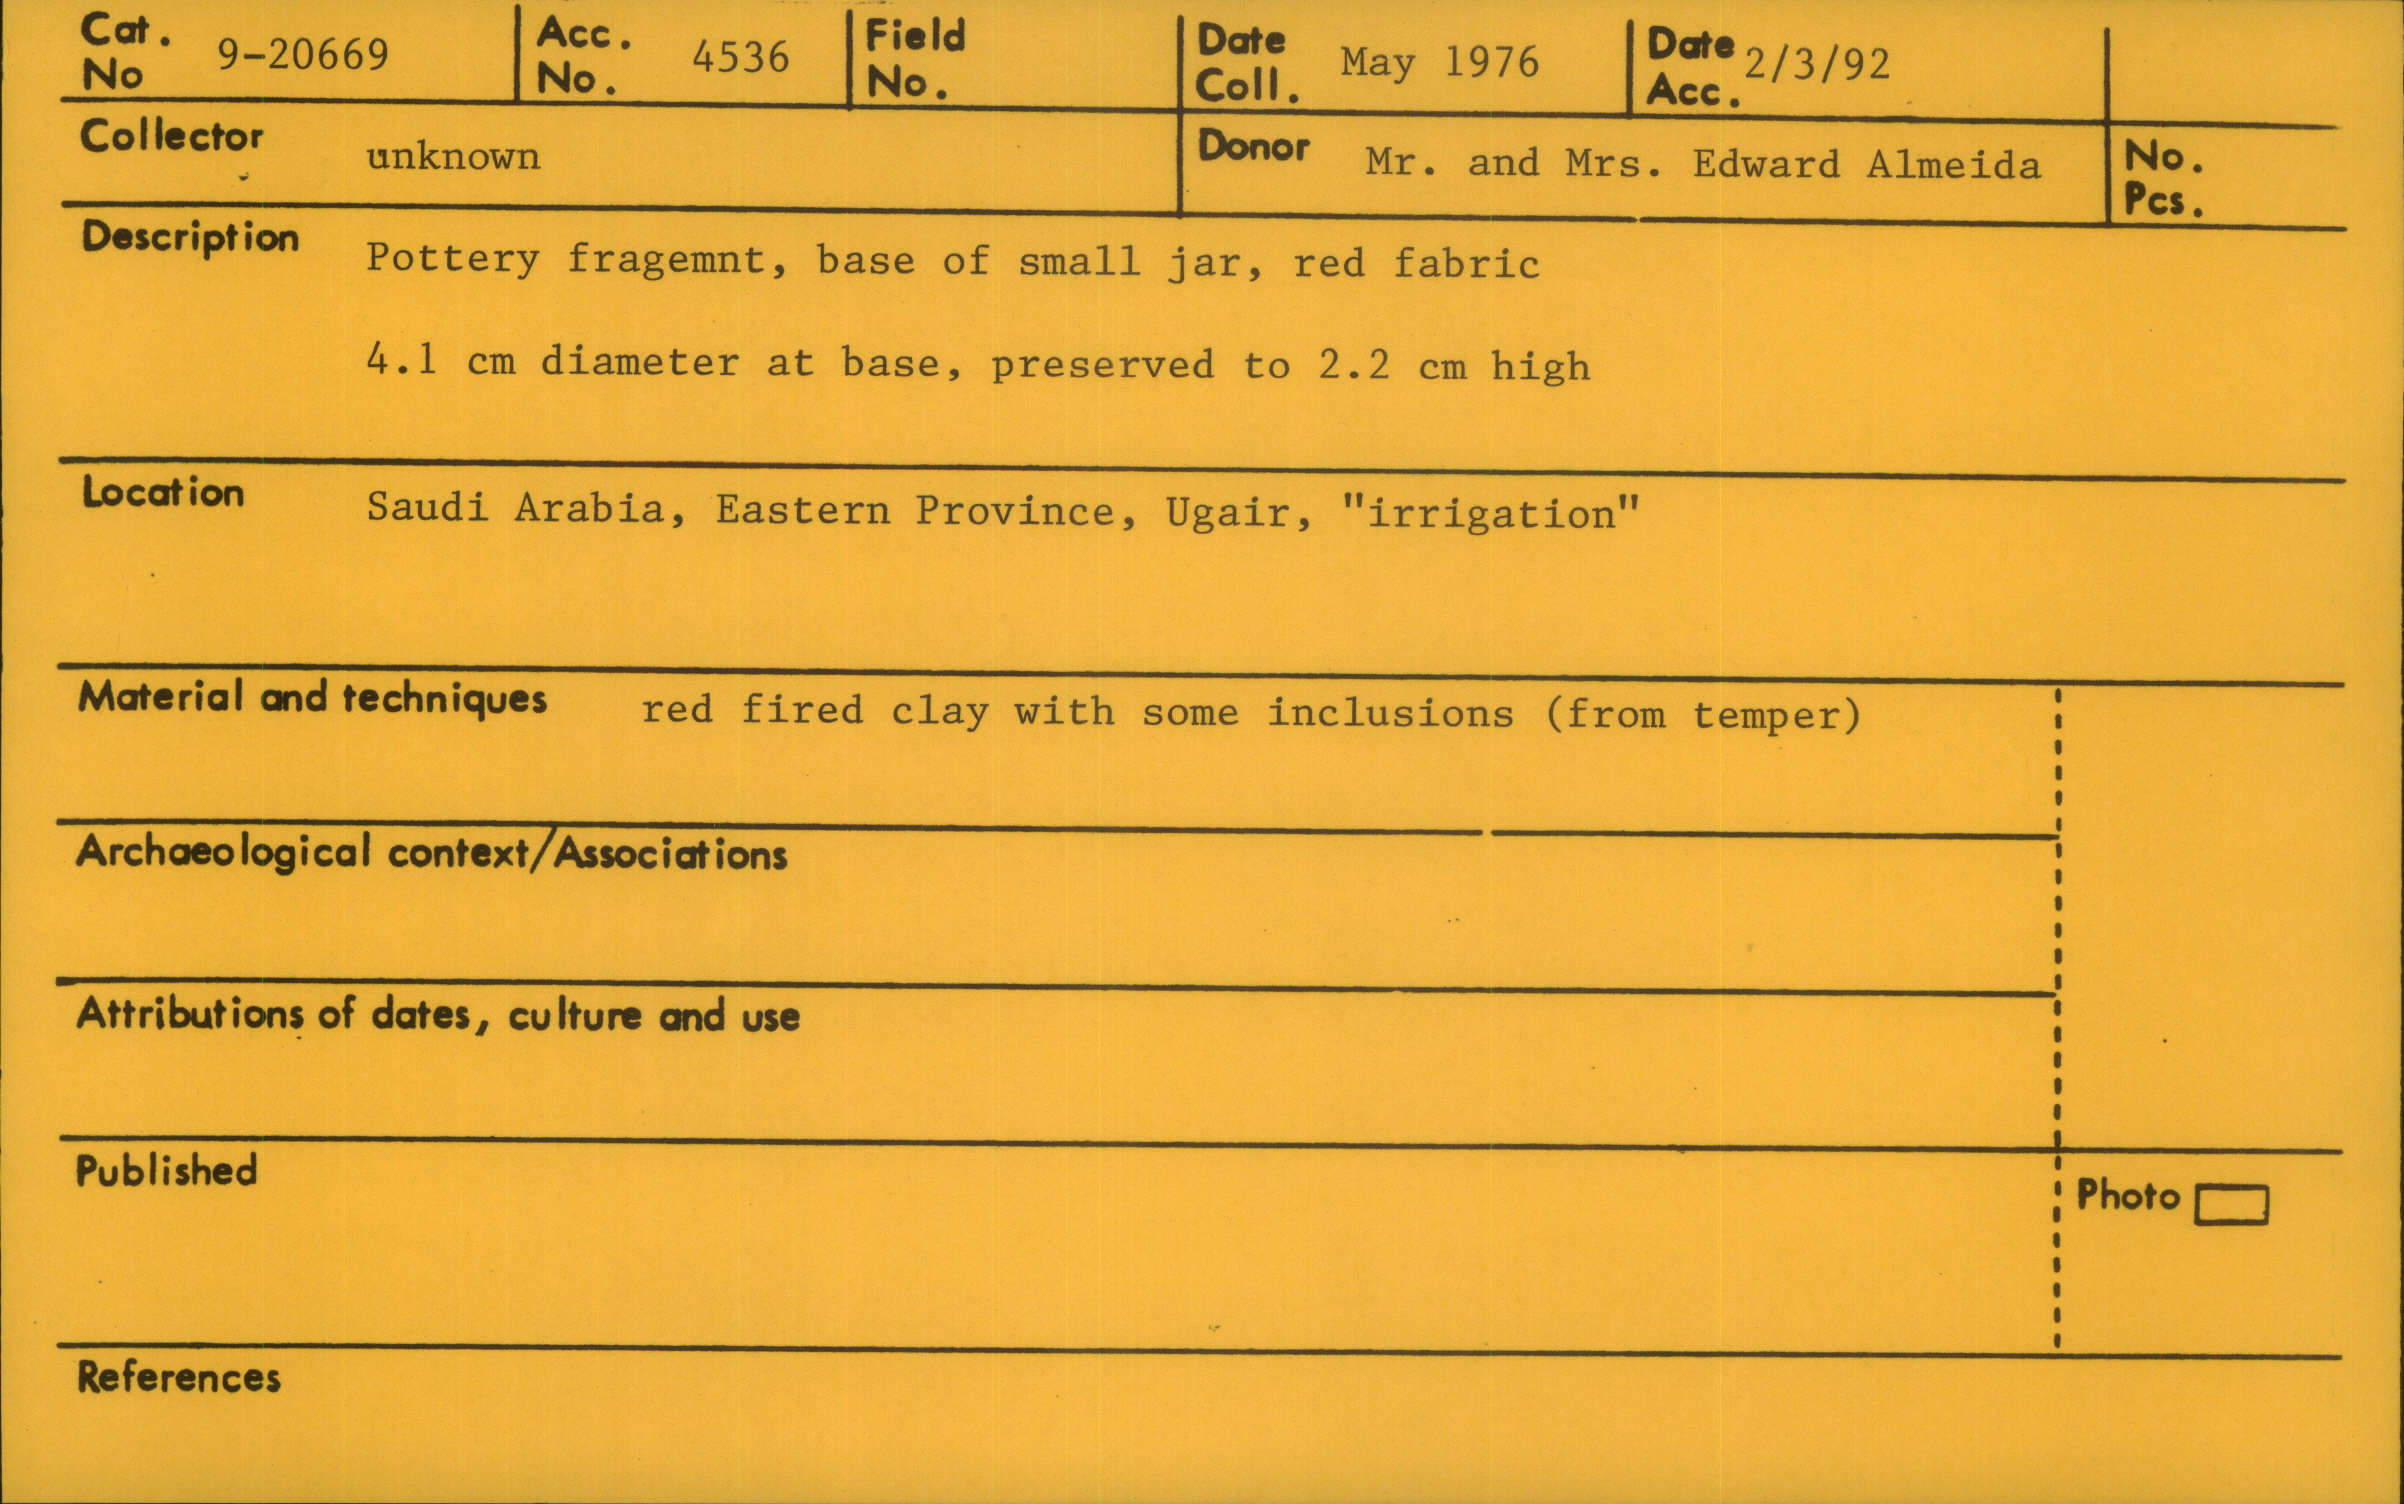 Cat. No 9-20669 Acc. No. 4536 Field No. Date Coll. May 1976 Date Acc. 2/3/92
Collector unknown Donor Mr. and Mrs. Edward Almeida No. Pcs.
Description Pottery fragemnt, base of small jar, red fabric
4.1 cm diameter at base, preserved to 2.2 cm high
Location Saudi Arabia, Eastern Province, Ugair, "irrigation"
Material and techniques red fired clay with some inclusions (from temper)
Archaeological context/Associations
Attributions of dates, culture and use
Published
Photo
References